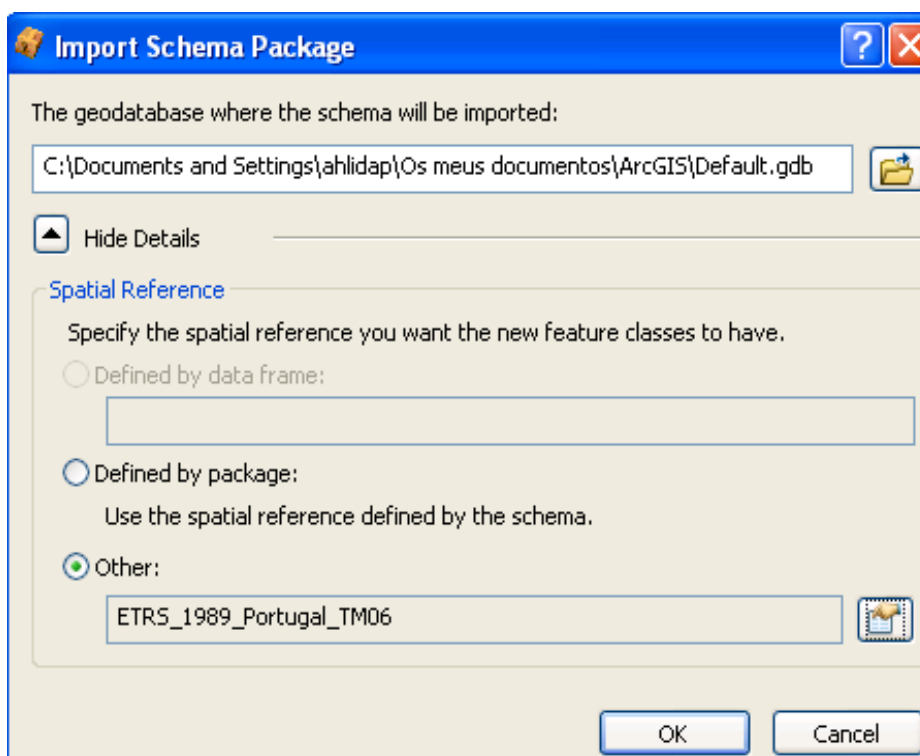 Import Schema Package
?
The geodatabase where the schema will be imported:
C:\Documents and Settings\ahlidap\Os meus documentos\ArcGIS\Default.gdb
Hide Details
Spatial Reference
Specify the spatial reference you want the new feature classes to have.
Defined by data frame:
Defined by package:
Use the spatial reference defined by the schema.
Other:
ETRS_1989_Portugal_TM06
OK Cancel